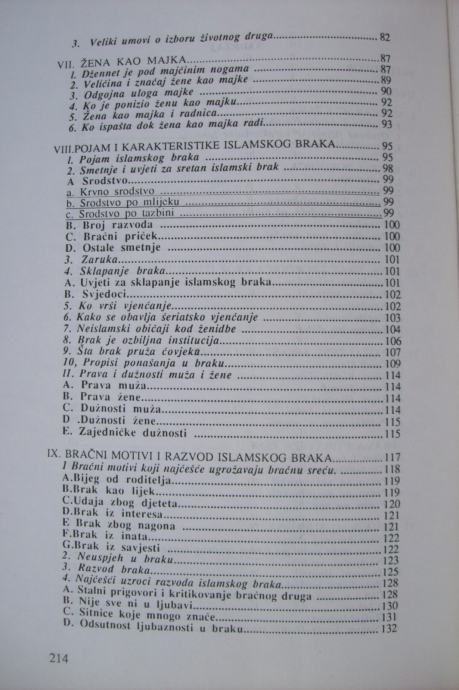 3. Veliki umovi o izboru životnog druga........ 82
VII. ŽENA KAO MAJKA........ 87
1. Džennet je pod majčinim nogama ........ 87
2. Veličina i značaj žene kao majke ........ 89
3. Odgojna uloga majke ........ 90
4. Ko je ponizio ženu kao majku........ 92
5. Žena kao majka i radnica........ 92
6. Ko ispašta dok žena kao majka radi........ 93
VIII.POJAM I KARAKTERISTIKE ISLAMSKOG BRAKA........ 95
1. Pojam islamskog braka ........ 95
2. Smetnje i uvjeti za sretan islamski brak ........ 98
A Srodstvo........ 99
a. Krvno srodstvo ........ 99
b. Srodstvo po mlijeku ........ 99
c. Srodstvo po tazbini ........ 99
B. Broj razvoda ........ 100
C. Bračni priček........ 100
D. Ostale smetnje ........ 100
3. Zaruka........ 101
4. Sklapanje braka........ 101
A. Uvjeti za sklapanje islamskog braka........ 101
B. Svjedoci........ 102
5. Ko vrši vjenčanje........ 102
6. Kako se obavlja šeriatsko vjenčanje ........ 103
7. Neislamski običaji kod ženidbe ........ 104
8. Brak je ozbiljna institucija........ 106
9. Šta brak pruža čovjeku........ 107
10, Propisi ponašanja u braku........ 109
11. Prava i dužnosti muža i žene ........ 114
A. Prava muža........ 114
B. Prava žene........ 114
C. Dužnosti muža........ 114
D .Dužnosti žene........ 115
E. Zajedničke dužnosti ........ 115
IX. BRAČNI MOTIVI I RAZVOD ISLAMSKOG BRAKA........ 117
1 Bračni motivi koji najčešće ugrožavaju bračnu sreću. ........ 118
A.Bijeg od roditelja........ 119
B.Brak kao lijek........ 119
C.Udaja zbog djeteta........ 120
D.Brak iz interesa........ 121
E Brak zbog nagona ........ 121
F.Brak iz inata........ 122
G.Brak iz savjesti ........ 122
2. Neuspjeh u braku........ 123
3. Razvod braka........ 125
4. Najčešći uzroci razvoda islamskog braka........ 128
A. Stalni prigovori i kritikovanje bračnog druga ........ 128
B. Nije sve ni u ljubavi........ 130
C. Sitnice koje mnogo znače........ 131
D. Odsutnost ljubaznosti u braku........ 132
214